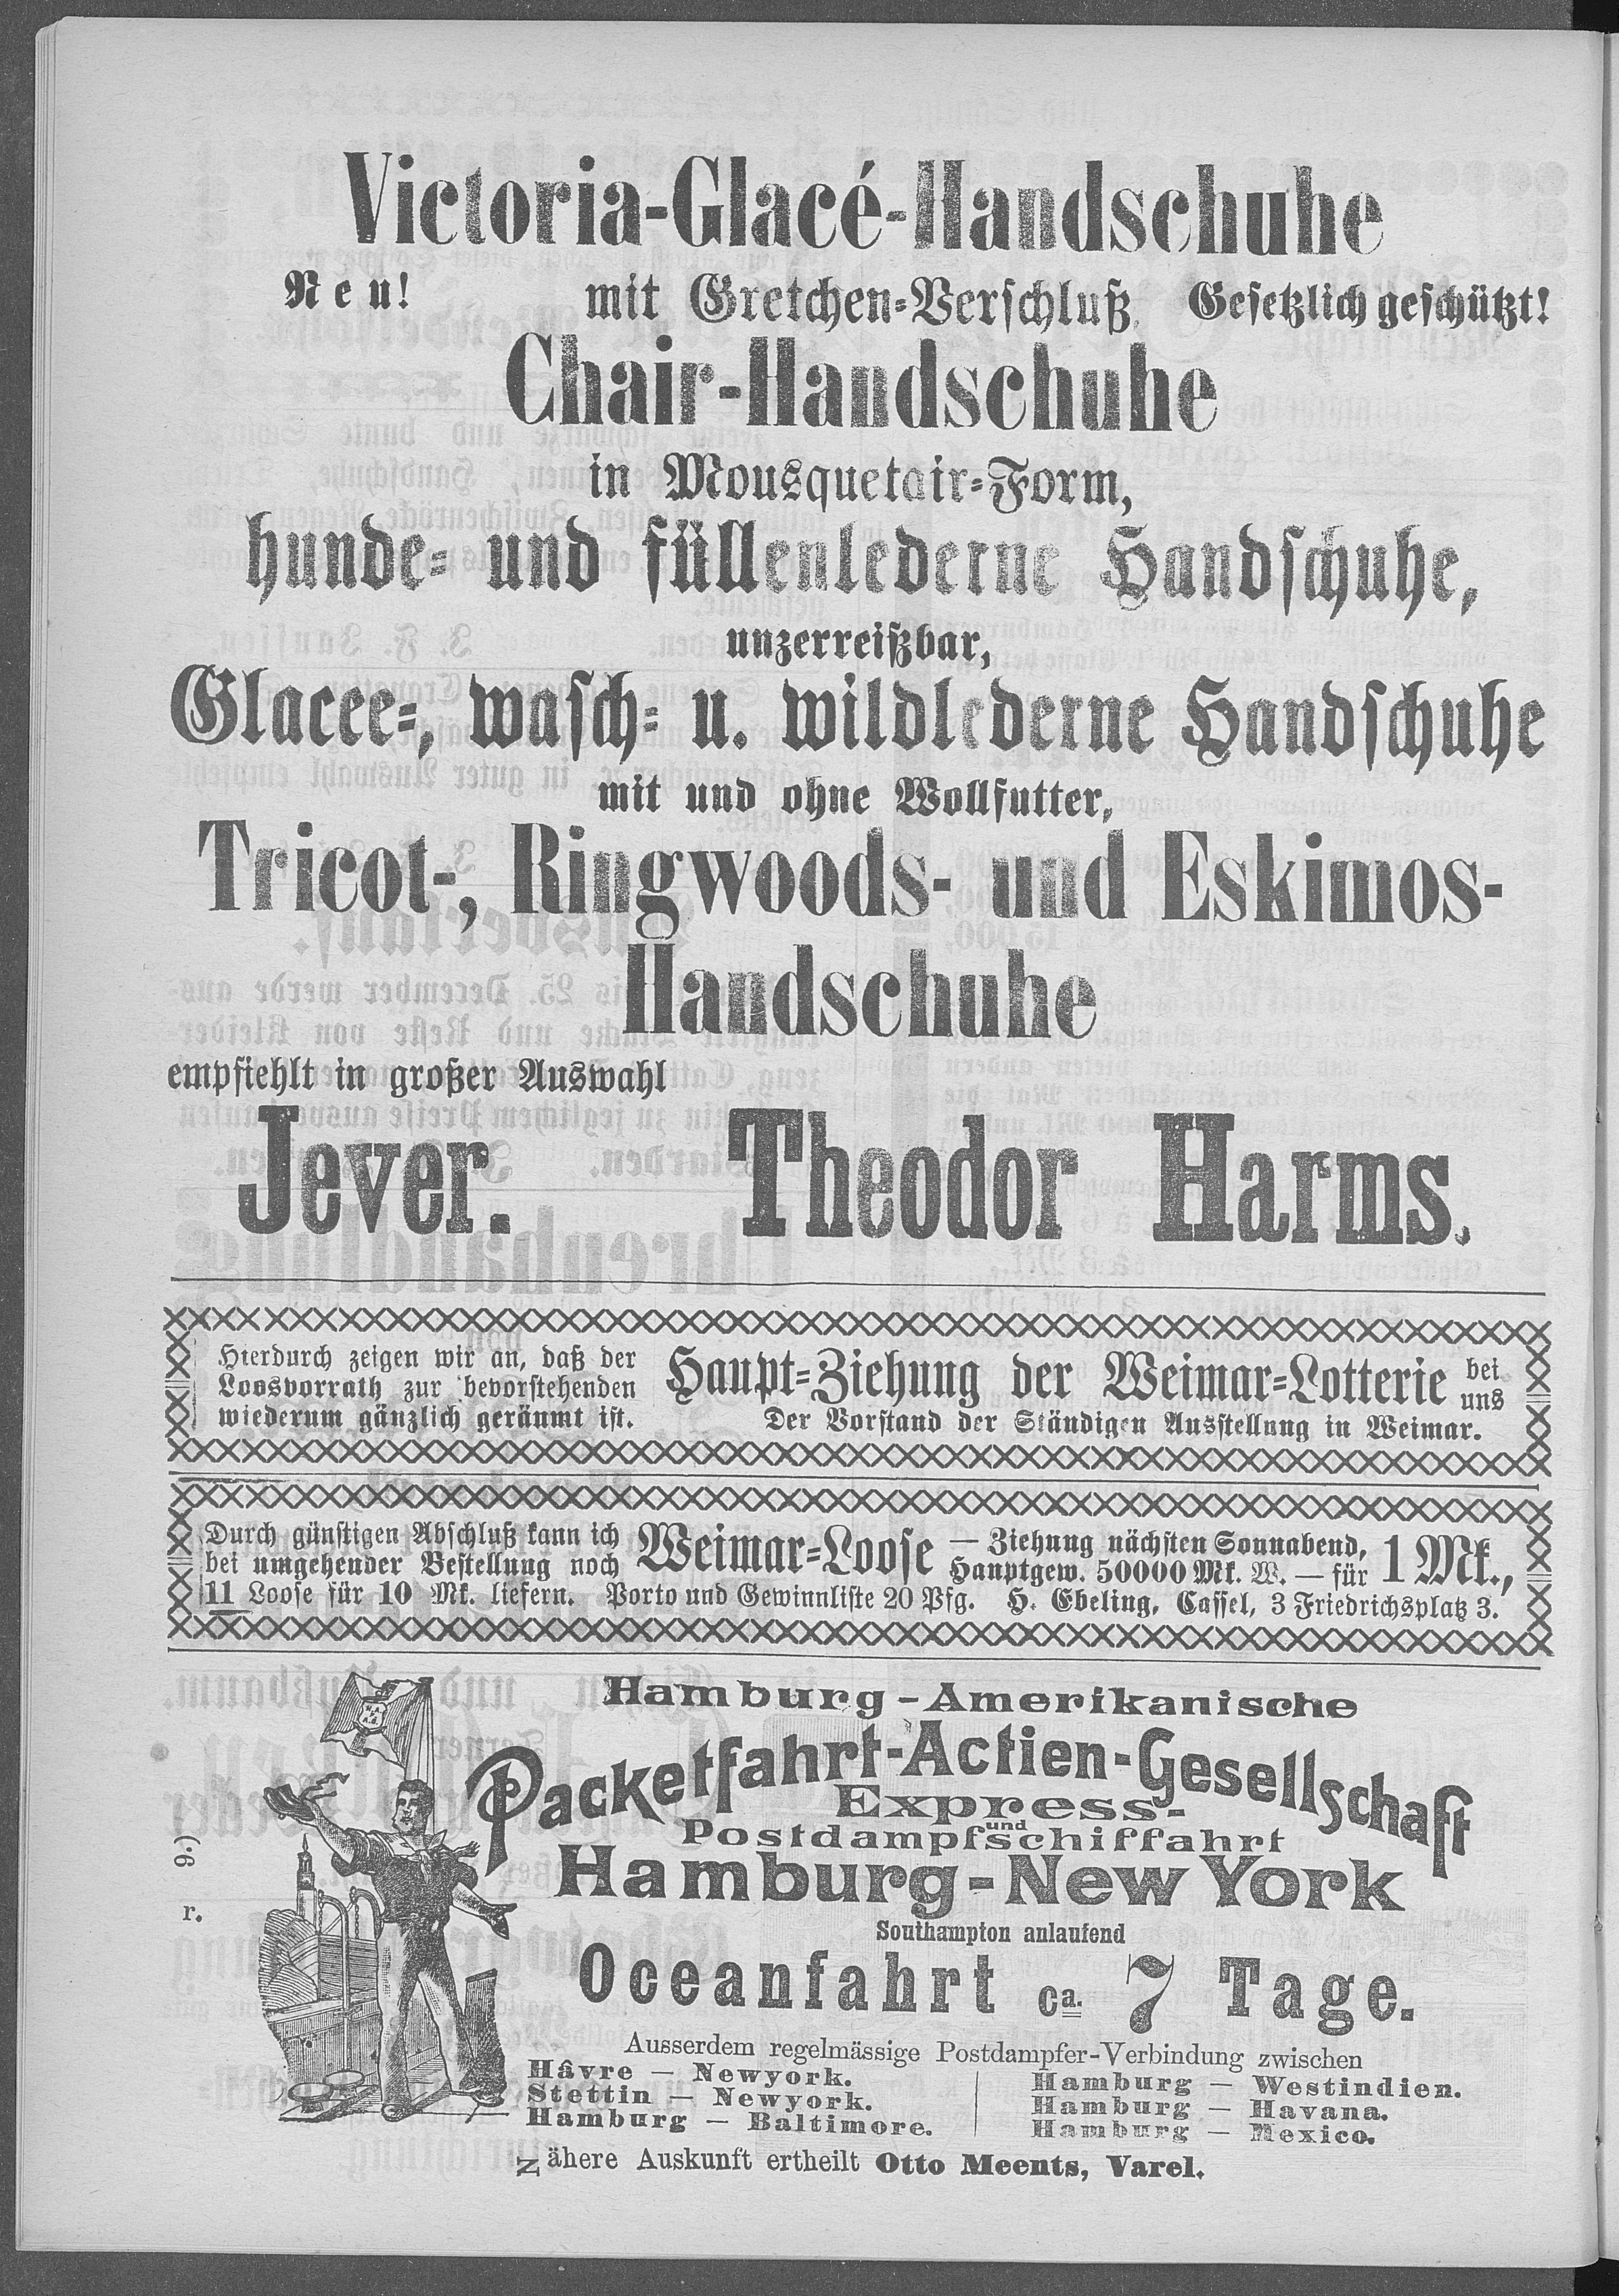 Victoria-Glacé-Handschuhe
Neu! mit Gretchen-Verschluß. Gesetzlich geschützt!
Chair-Handschuhe
in Mousquetair-Form,
hunde- und füllenlederne Handschuhe,
unzerreißbar,
Glacee-, wasch- u. wildlederne Handschuhe
mit und ohne Wollfutter,
Tricot-, Ringwoods- und Eskimos-
Handschuhe
empfiehlt in großer Auswahl
Jever. Theodor Harms.
Hierdurch zeigen wir an, daß der
Loosvorrath zur bevorstehenden
Haupt-Ziehung der Weimar-Lotterie bei uns
wiederum gänzlich geräumt ist.
Der Vorstand der Ständigen Ausstellung in Weimar.
Durch günstigen Abschluß kann ich
bei umgehender Bestellung noch
Weimar-Loose
— Ziehung nächsten Sonnabend,
Hauptgew. 50000 Mk. W. — für
1 Mk.,
11 Loose für 10 Mk. liefern. Porto und Gewinnliste 20 Pfg. H. Ebeling, Cassel, 3 Friedrichsplatz 3.
Hamburg-Amerikanische
Packetfahrt-Actien-Gesellschaft
Express-
und
Postdampfschiffahrt
Hamburg-New York
Southampton anlaufend
Oceanfahrt ca. 7 Tage.
Ausserdem regelmässige Postdampfer-Verbindung zwischen
Hâvre — Newyork.
Stettin — Newyork.
Hamburg — Baltimore.
Hamburg — Westindien.
Hamburg — Havana.
Hamburg — Mexico.
Nähere Auskunft ertheilt Otto Meents, Varel.